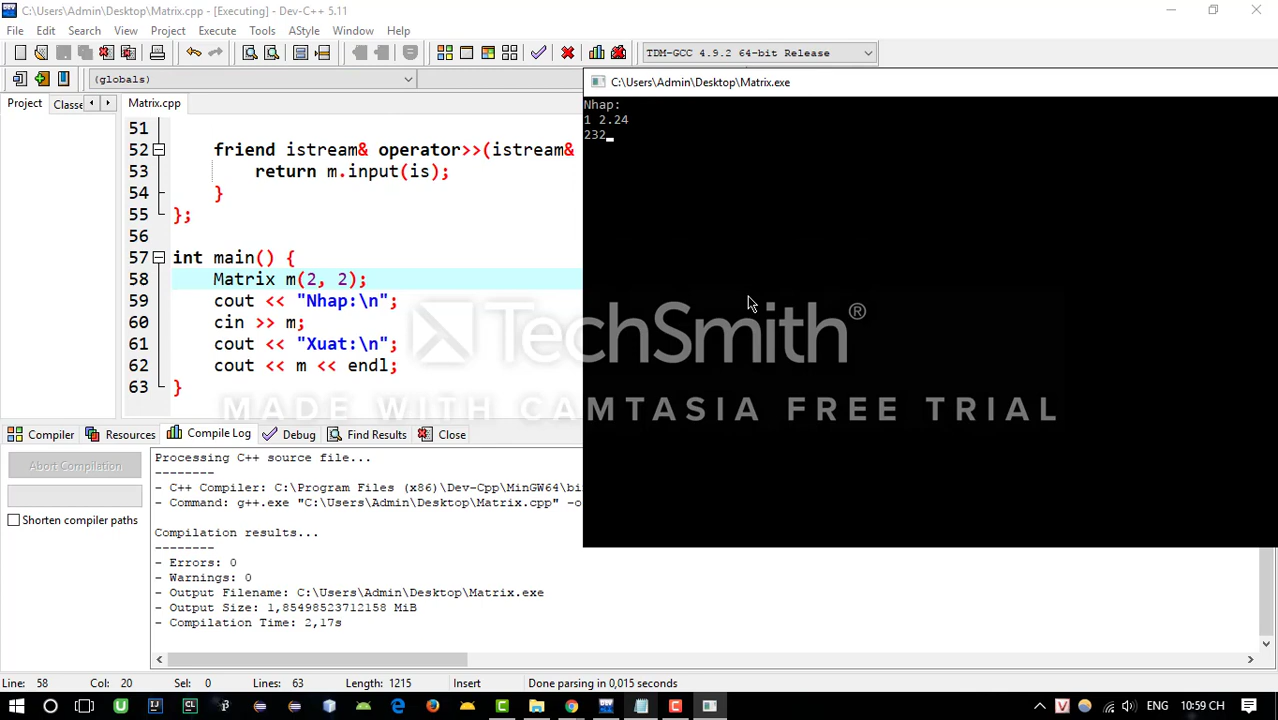 C:\Users\Admin\Desktop\Matrix.cpp - [Executing] - Dev-C++ 5.11
File Edit Search View Project Execute Tools AStyle Window Help
TDM-GCC 4.9.2 64-bit Release
(globals)
C:\Users\Admin\Desktop\Matrix.exe
Project Classe Matrix.cpp
Nhap:
1 2.24
232
51
52 friend istream& operator>>(istream&
53 return m.input(is);
54 }
55 };
56
57 int main() {
58 Matrix m(2, 2);
59 cout << "Nhap:\n";
60 cin >> m;
61 cout << "Xuat:\n";
62 cout << m << endl;
63 }
TechSmith®
MADE WITH CAMTASIA FREE TRIAL
Compiler Resources Compile Log Debug Find Results Close
Abort Compilation
Shorten compiler paths
Processing C++ source file...
--------
- C++ Compiler: C:\Program Files (x86)\Dev-Cpp\MinGW64\bi
- Command: g++.exe "C:\Users\Admin\Desktop\Matrix.cpp" -o
Compilation results...
--------
- Errors: 0
- Warnings: 0
- Output Filename: C:\Users\Admin\Desktop\Matrix.exe
- Output Size: 1,85498523712158 MiB
- Compilation Time: 2,17s
Line: 58 Col: 20 Sel: 0 Lines: 63 Length: 1215 Insert Done parsing in 0,015 seconds
ENG 10:59 CH